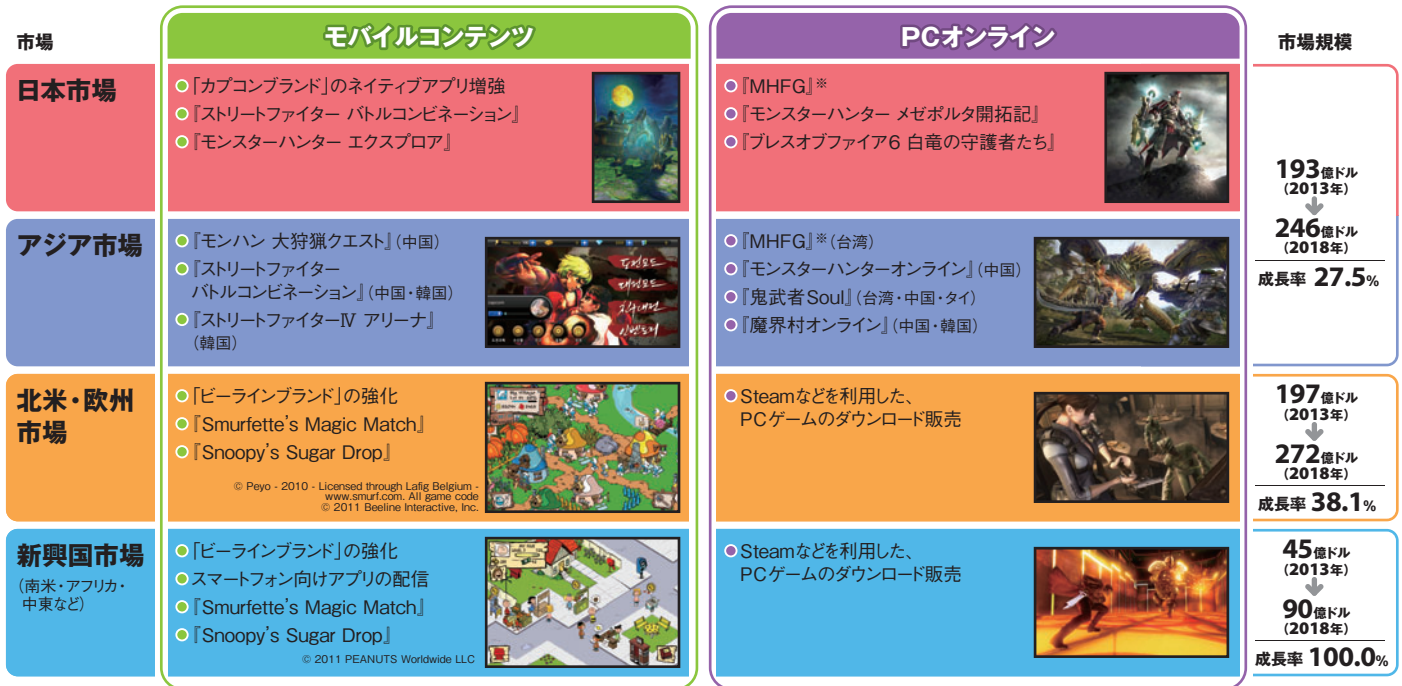 市場
モバイルコンテンツ
PCオンライン
市場規模
日本市場
●「カプコンブランド」のネイティブアプリ増強
●『ストリートファイター バトルコンビネーション』
●『モンスターハンター エクスプロア』
●『MHFG』※
●『モンスターハンター メゼポルタ開拓記』
●『ブレスオブファイア6 白竜の守護者たち』
アジア市場
●『モンハン 大狩猟クエスト』(中国)
●『ストリートファイター
バトルコンビネーション』(中国・韓国)
●『ストリートファイターⅣ アリーナ』
(韓国)
●『MHFG』※(台湾)
●『モンスターハンターオンライン』(中国)
●『鬼武者Soul』(台湾・中国・タイ)
●『魔界村オンライン』(中国・韓国)
193億ドル
(2013年)
246億ドル
(2018年)
成長率 27.5%
北米・欧州
市場
●「ビーラインブランド」の強化
●『Smurfette's Magic Match』
●『Snoopy's Sugar Drop』
© Peyo - 2010 - Licensed through Lafig Belgium -
www.smurf.com. All game code
© 2011 Beeline Interactive, Inc.
●Steamなどを利用した、
PCゲームのダウンロード販売
197億ドル
(2013年)
272億ドル
(2018年)
成長率 38.1%
新興国市場
(南米・アフリカ・
中東など)
●「ビーラインブランド」の強化
●スマートフォン向けアプリの配信
●『Smurfette's Magic Match』
●『Snoopy's Sugar Drop』
© 2011 PEANUTS Worldwide LLC
●Steamなどを利用した、
PCゲームのダウンロード販売
45億ドル
(2013年)
90億ドル
(2018年)
成長率 100.0%